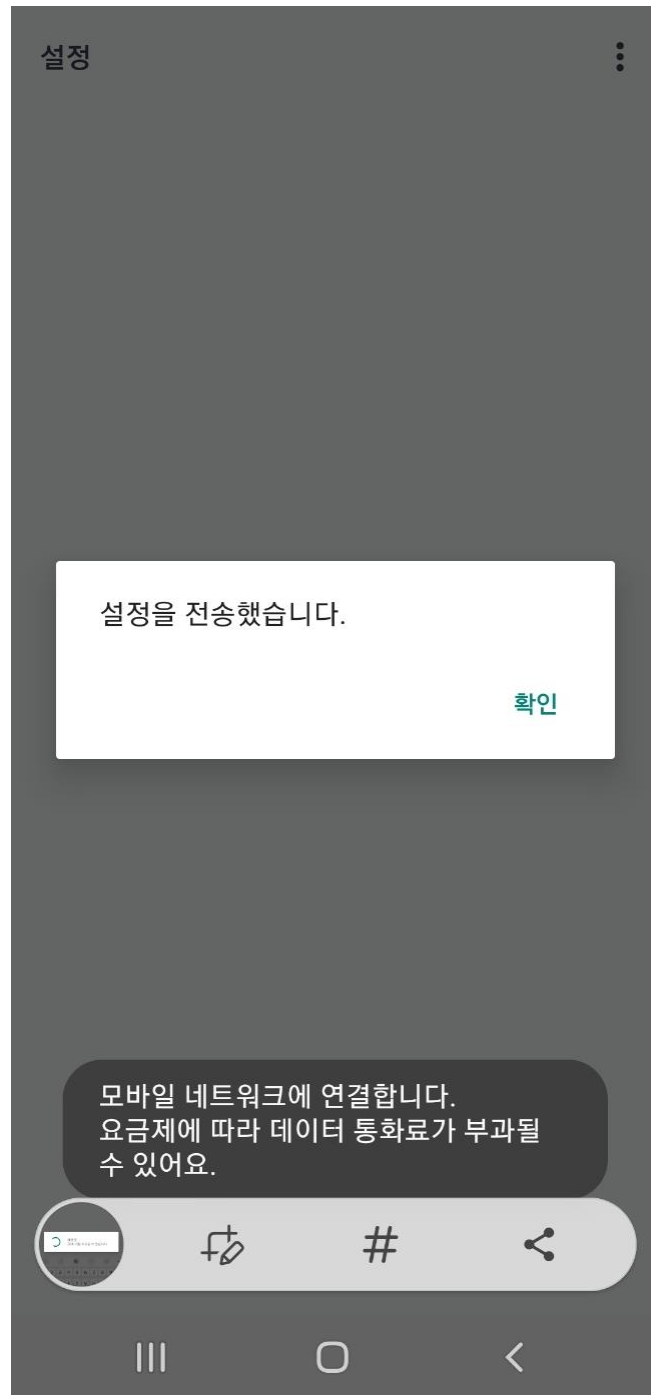 설정
설정을 전송했습니다.
확인
모바일 네트워크에 연결합니다.
요금제에 따라 데이터 통화료가 부과될
수 있어요.